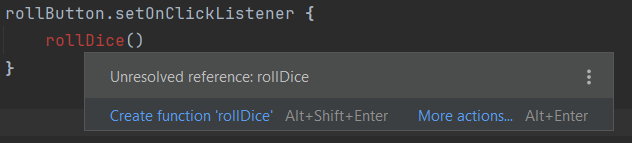 rollButton.setOnClickListener {
rollDice()
}
Unresolved reference: rollDice
Create function 'rollDice' Alt+Shift+Enter More actions... Alt+Enter